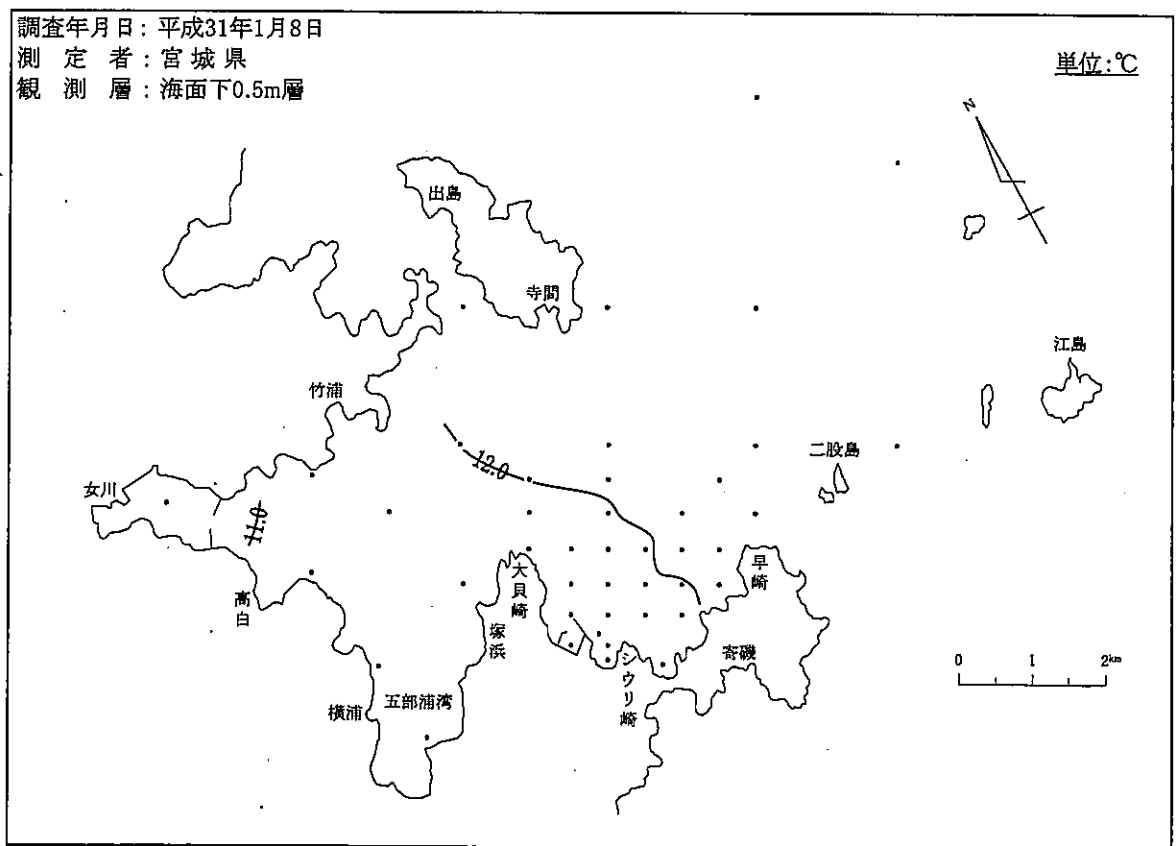 調査年月日：平成31年1月8日
測定者：宮城県
観測層：海面下0.5m層
単位：℃
N
出島
寺間
江島
竹浦
二股島
12.0
女川
11.0
早崎
大貝崎
高白
塚浜
寄磯
シウリ崎
五部浦湾
横浦
0 1 2km